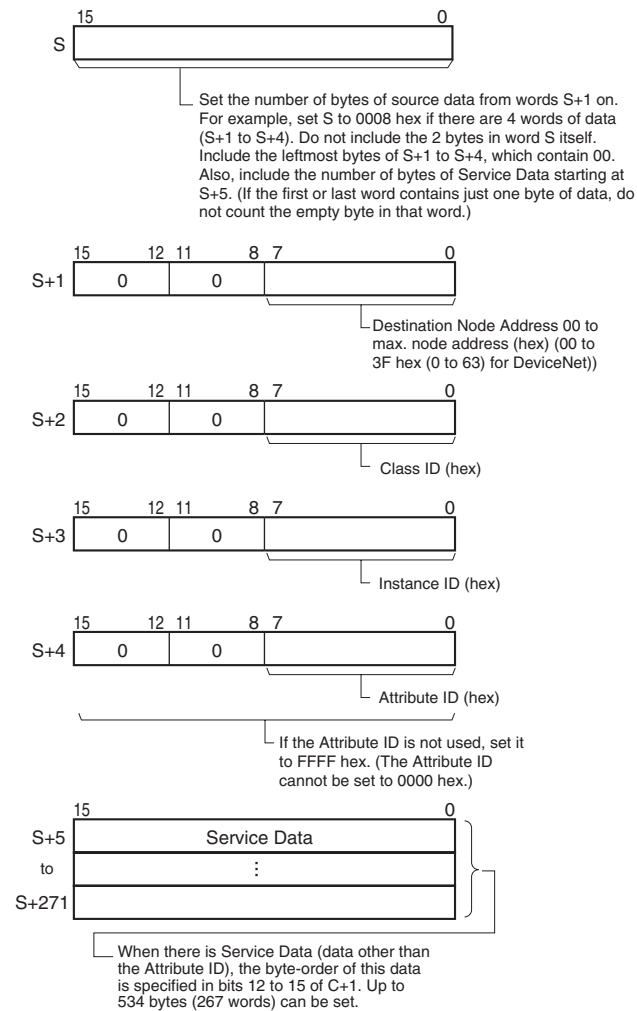 15 0
S
Set the number of bytes of source data from words S+1 on.
For example, set S to 0008 hex if there are 4 words of data
(S+1 to S+4). Do not include the 2 bytes in word S itself.
Include the leftmost bytes of S+1 to S+4, which contain 00.
Also, include the number of bytes of Service Data starting at
S+5. (If the first or last word contains just one byte of data, do
not count the empty byte in that word.)
15 12 11 8 7 0
S+1 0 0
Destination Node Address 00 to
max. node address (hex) (00 to
3F hex (0 to 63) for DeviceNet))
15 12 11 8 7 0
S+2 0 0
Class ID (hex)
15 12 11 8 7 0
S+3 0 0
Instance ID (hex)
15 12 11 8 7 0
S+4 0 0
Attribute ID (hex)
If the Attribute ID is not used, set it
to FFFF hex. (The Attribute ID
cannot be set to 0000 hex.)
15 0
S+5 Service Data
to ⋮
S+271
When there is Service Data (data other than
the Attribute ID), the byte-order of this data
is specified in bits 12 to 15 of C+1. Up to
534 bytes (267 words) can be set.